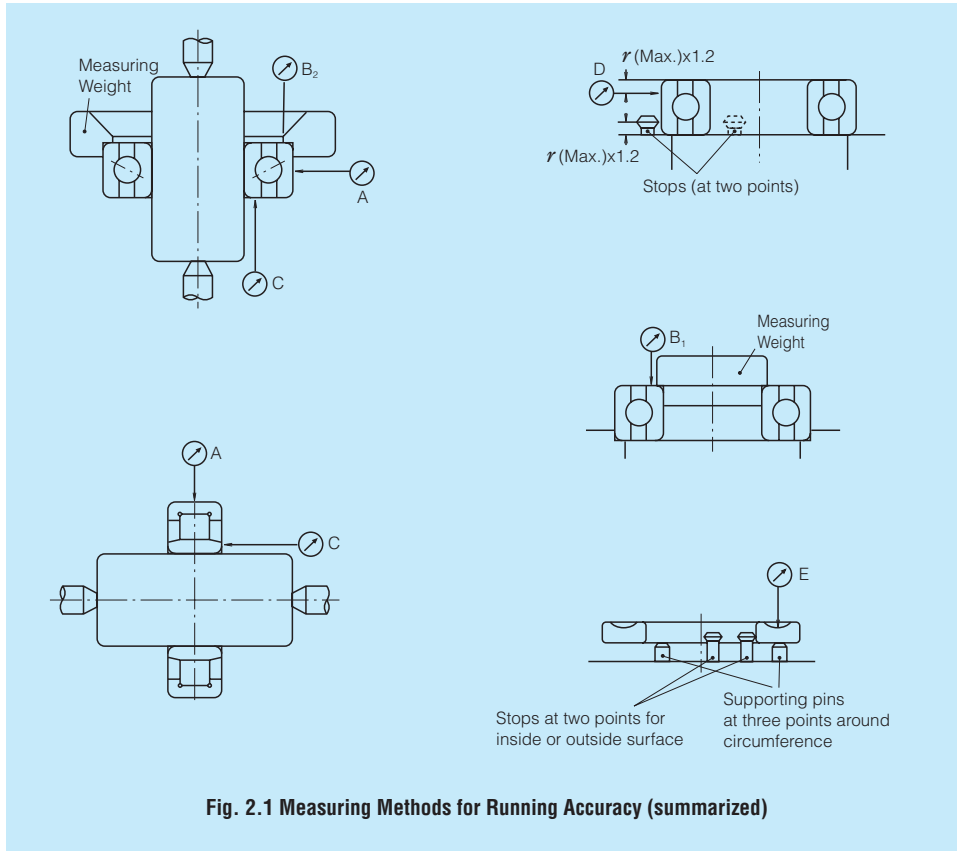 Measuring
Weight
B₂
A
C
D
r (Max.)x1.2
r (Max.)x1.2
Stops (at two points)
B₁
Measuring
Weight
A
C
E
Stops at two points for
inside or outside surface
Supporting pins
at three points around
circumference
Fig. 2.1 Measuring Methods for Running Accuracy (summarized)